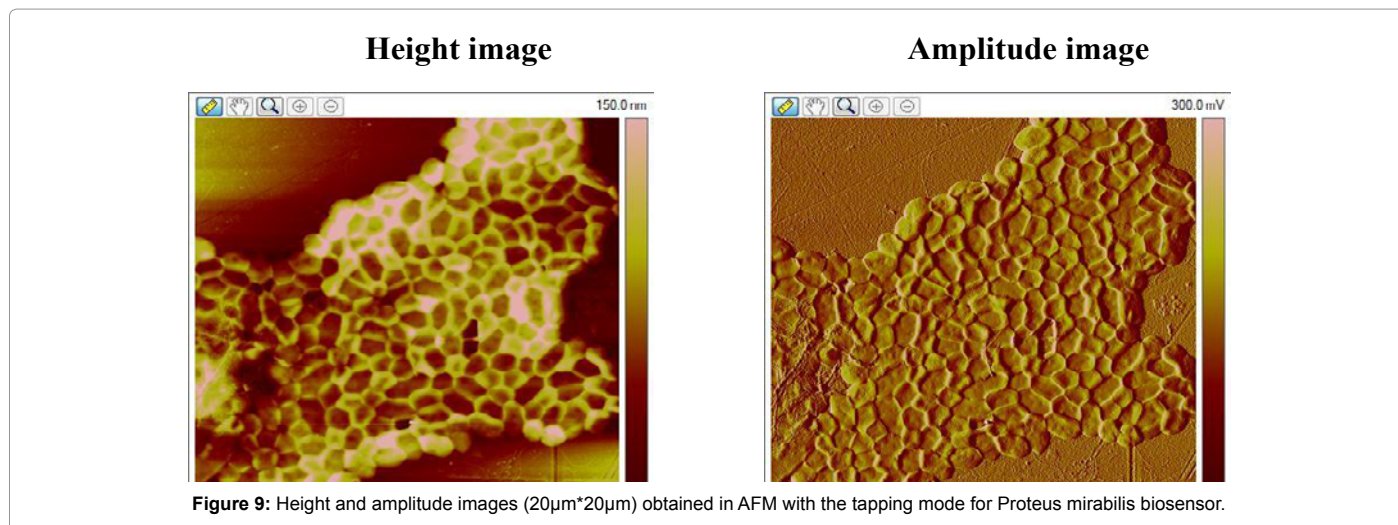 Height image
Amplitude image
150.0 nm
300.0 mV
Figure 9: Height and amplitude images (20µm*20µm) obtained in AFM with the tapping mode for Proteus mirabilis biosensor.